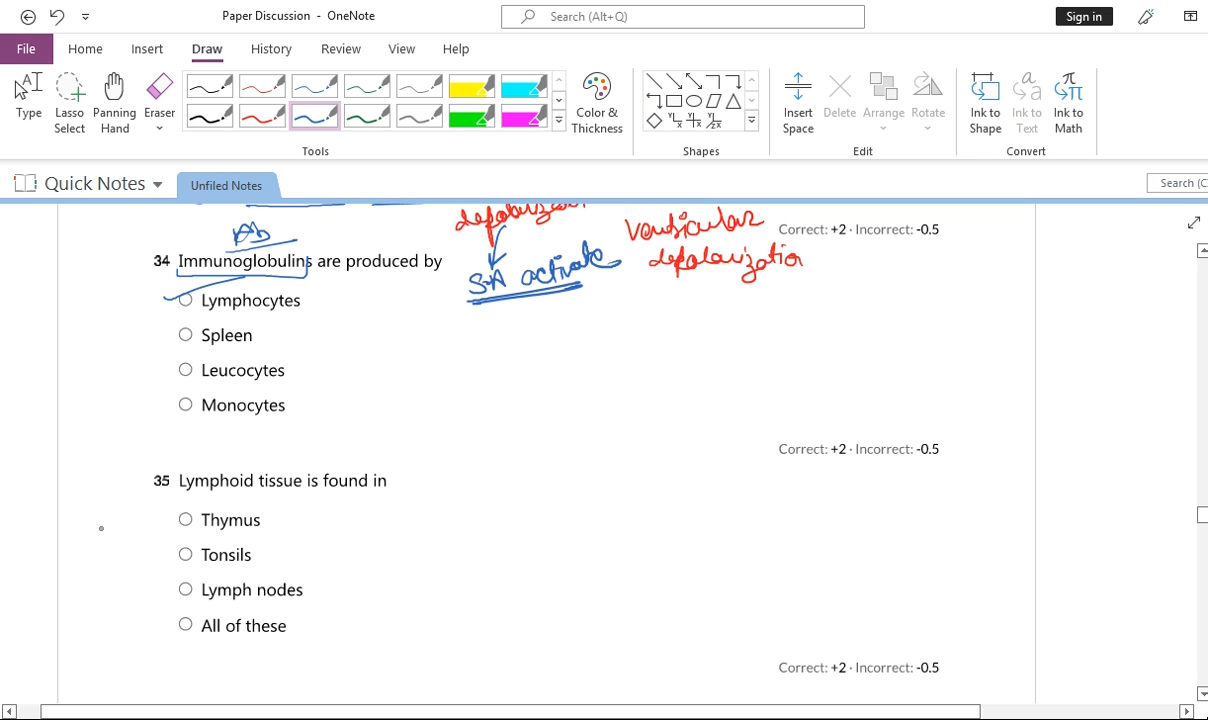 Paper Discussion - OneNote
Search (Alt+Q)
Sign in
File Home Insert Draw History Review View Help
Type
Lasso Select
Panning Hand
Eraser
Color & Thickness
Insert Space
Delete
Arrange
Rotate
Ink to Shape
Ink to Text
Ink to Math
Tools
Shapes
Edit
Convert
Quick Notes
Unfiled Notes
Search (C
depolarization
ventricular
depolarization
Correct: +2 · Incorrect: -0.5
Ab
34 Immunoglobulins are produced by
S-A activate
Lymphocytes
Spleen
Leucocytes
Monocytes
Correct: +2 · Incorrect: -0.5
35 Lymphoid tissue is found in
Thymus
Tonsils
Lymph nodes
All of these
Correct: +2 · Incorrect: -0.5